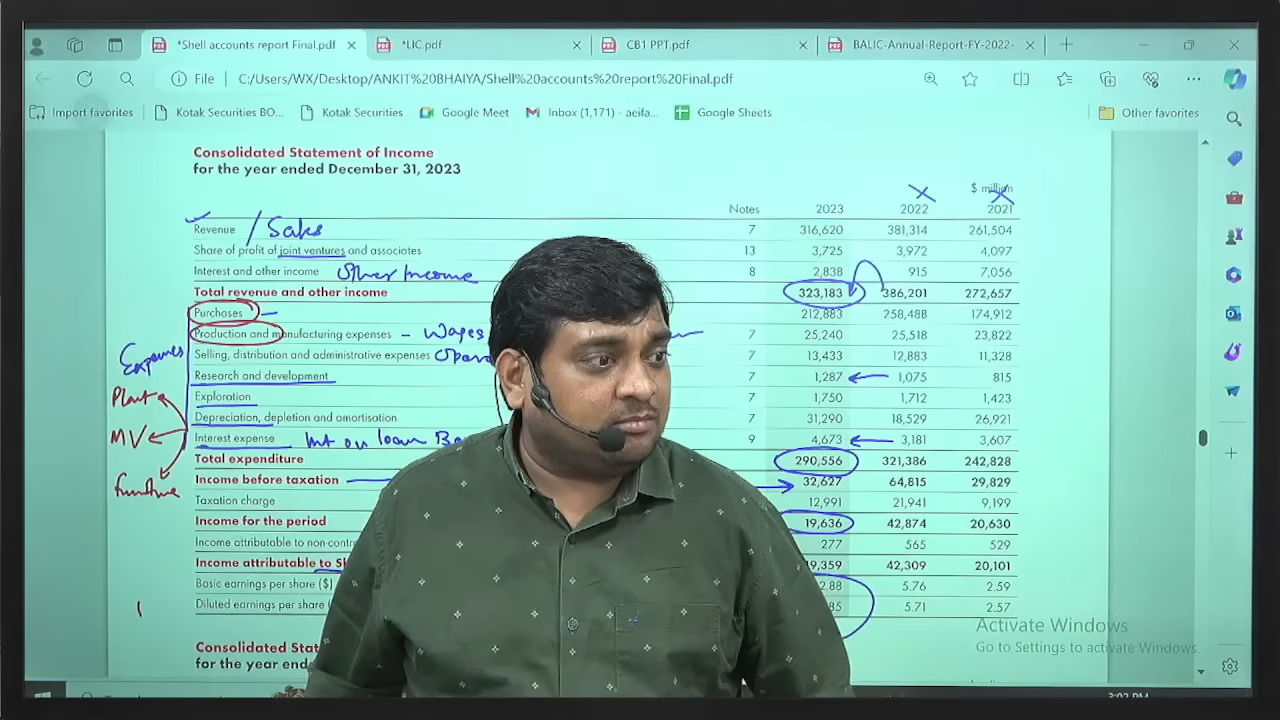 *Shell accounts report Final.pdf
*LIC.pdf
CB1 PPT.pdf
BALIC-Annual-Report-FY-2022-
File C:/Users/WX/Desktop/ANKIT%20BHAIYA/Shell%20accounts%20report%20Final.pdf
Import favorites Kotak Securities BO... Kotak Securities Google Meet Inbox (1,171) - aeifa... Google Sheets Other favorites
Consolidated Statement of Income
for the year ended December 31, 2023
$ million
Notes 2023 2022 2021
Revenue / Sales 7 316,620 381,314 261,504
Share of profit of joint ventures and associates 13 3,725 3,972 4,097
Interest and other income Other Income 8 2,838 915 7,056
Total revenue and other income 323,183 386,201 272,657
Purchases 212,883 258,488 174,912
Production and manufacturing expenses - Wages 7 25,240 25,518 23,822
Selling, distribution and administrative expenses 7 13,433 12,883 11,328
Expenses
Research and development 7 1,287 1,075 815
Plant
Exploration 7 1,750 1,712 1,423
Depreciation, depletion and amortisation 7 31,290 18,529 26,921
MV
Interest expense Int on loan 9 4,673 3,181 3,607
Total expenditure 290,556 321,386 242,828
Income before taxation 32,627 64,815 29,829
Furniture
Taxation charge 12,991 21,941 9,199
Income for the period 19,636 42,874 20,630
Income attributable to 277 565 529
Income attributable to 9,359 42,309 20,101
Basic earnings per share ($) 2.88 5.76 2.59
Diluted earnings per share 85 5.71 2.57
Activate Windows
Go to Settings to activate Windows.
Consolidated
for the year
3:02 PM